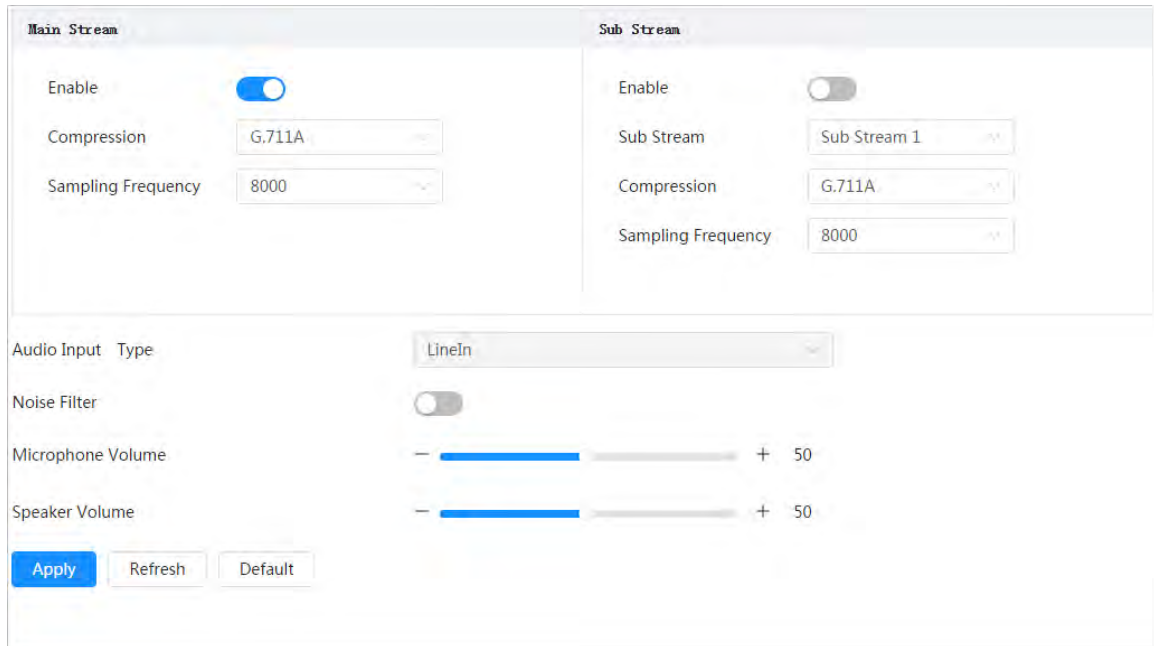 Main Stream
Sub Stream
Enable
Enable
Compression
G.711A
Sub Stream
Sub Stream 1
Sampling Frequency
8000
Compression
G.711A
Sampling Frequency
8000
Audio Input Type
LineIn
Noise Filter
Microphone Volume
− + 50
Speaker Volume
− + 50
Apply
Refresh
Default